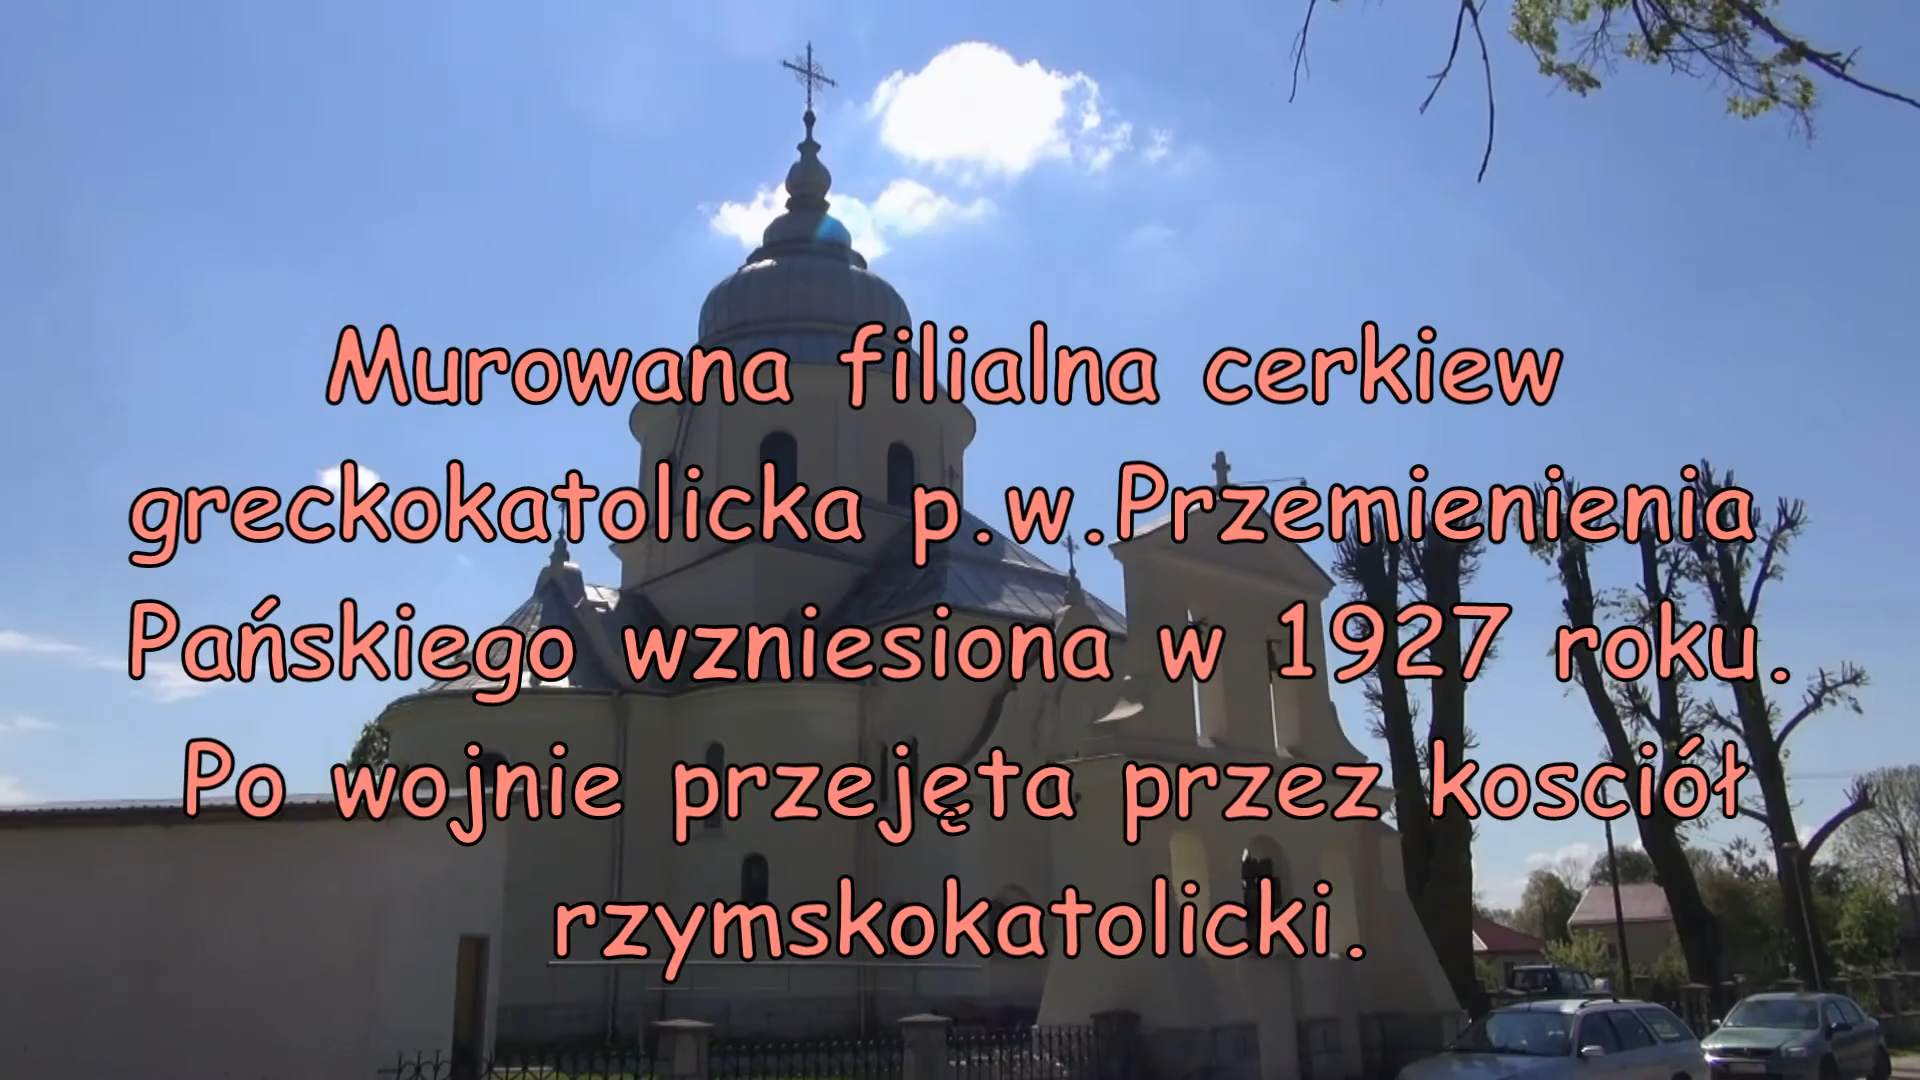 Murowana filialna cerkiew
greckokatolicka p.w.Przemienienia
Pańskiego wzniesiona w 1927 roku.
Po wojnie przejęta przez kosciół
rzymskokatolicki.